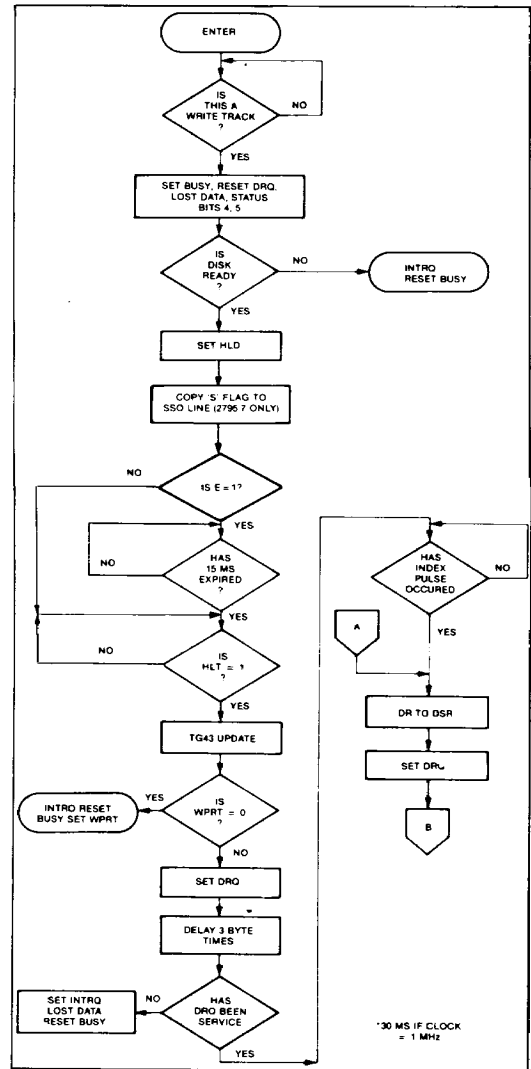 ENTER
IS
THIS A
WRITE TRACK
?
NO
YES
SET BUSY, RESET DRQ,
LOST DATA, STATUS
BITS 4, 5
IS
DISK
READY
?
NO
INTRQ
RESET BUSY
YES
SET HLD
COPY 'S' FLAG TO
SSO LINE (2795 7 ONLY)
NO
IS E = 1?
YES
NO
HAS
15 MS
EXPIRED
?
YES
NO
IS
HLT =
?
YES
TG43 UPDATE
YES
INTRO RESET
BUSY SET WPRT
IS
WPRT = 0
?
NO
SET DRQ
DELAY 3 BYTE
TIMES
SET INTRQ
LOST DATA
RESET BUSY
NO
HAS
DRQ BEEN
SERVICE
YES
HAS
INDEX
PULSE
OCCURED
NO
A
YES
DR TO DSR
SET DRQ
B
*30 MS IF CLOCK
= 1 MHz